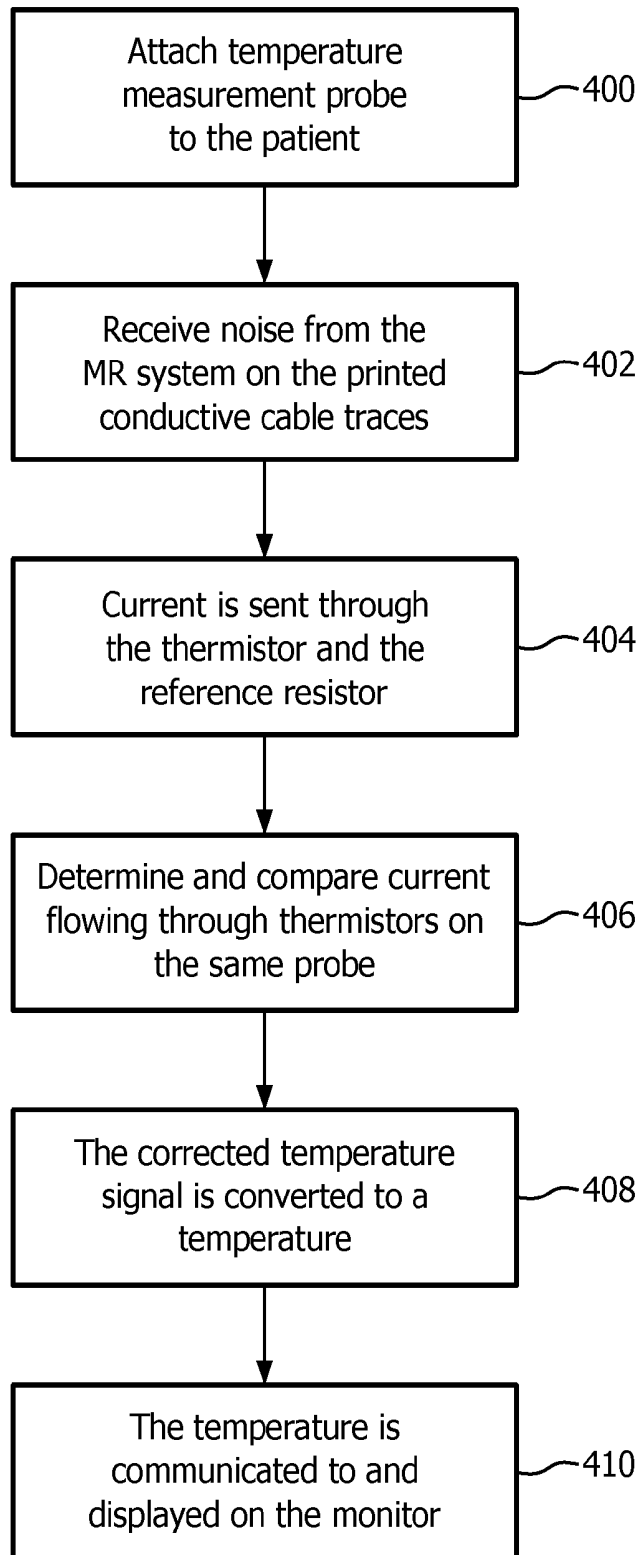 Attach temperature
measurement probe
to the patient
400
Receive noise from the
MR system on the printed
conductive cable traces
402
Current is sent through
the thermistor and the
reference resistor
404
Determine and compare current
flowing through thermistors on
the same probe
406
The corrected temperature
signal is converted to a
temperature
408
The temperature is
communicated to and
displayed on the monitor
410